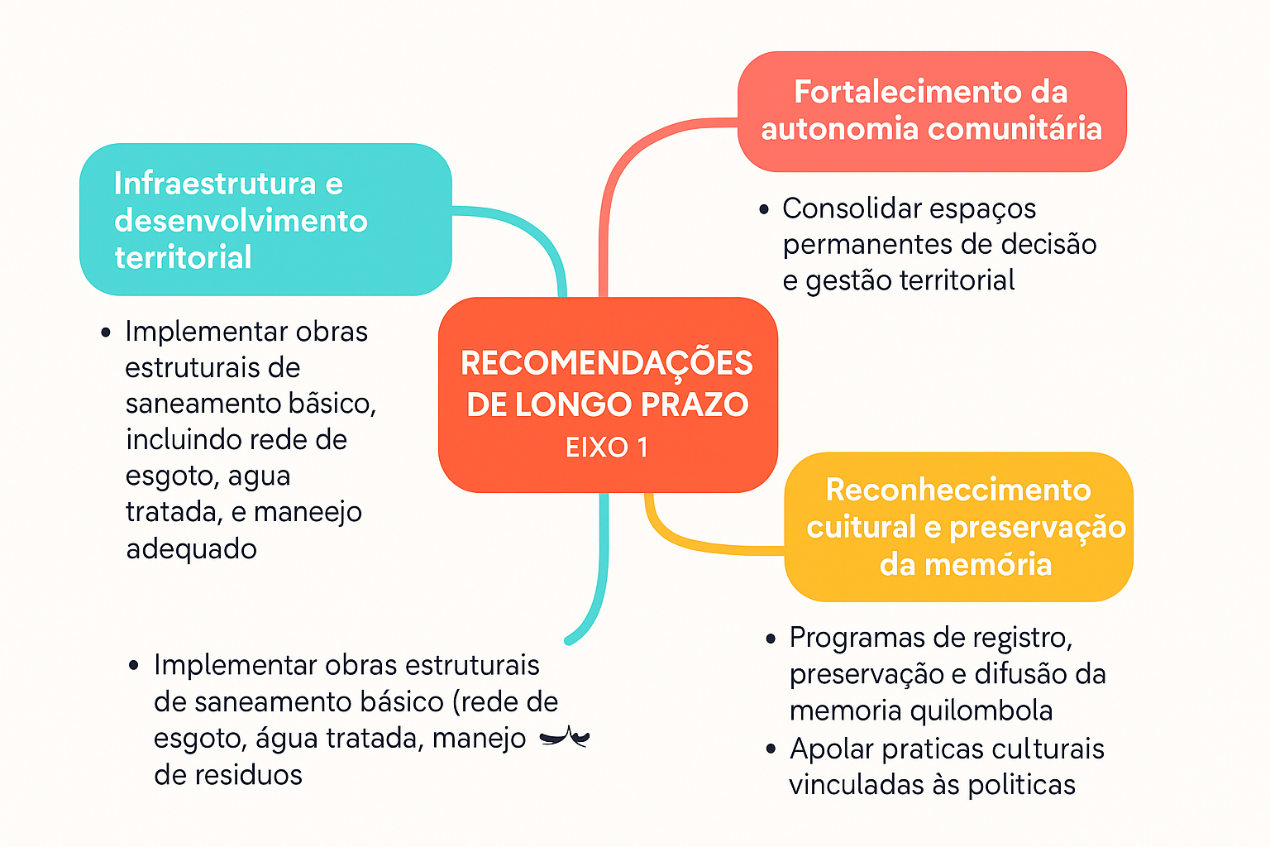 RECOMENDAÇÕES
DE LONGO PRAZO
EIXO 1
Infraestrutura e
desenvolvimento
territorial
• Implementar obras
estruturais de
saneamento bãsico,
incluindo rede de
esgoto, agua
tratada, e maneejo
adequado
• Implementar obras estruturais
de saneamento básico (rede de
esgoto, água tratada, manejo
de residuos
Fortalecimento da
autonomia comunitária
• Consolidar espaços
permanentes de decisão
e gestão territorial
Reconheccimento
cuitural e preservação
da memória
• Programas de registro,
preservação e difusão da
memoria quilombola
• Apolar praticas culturais
vinculadas às politicas